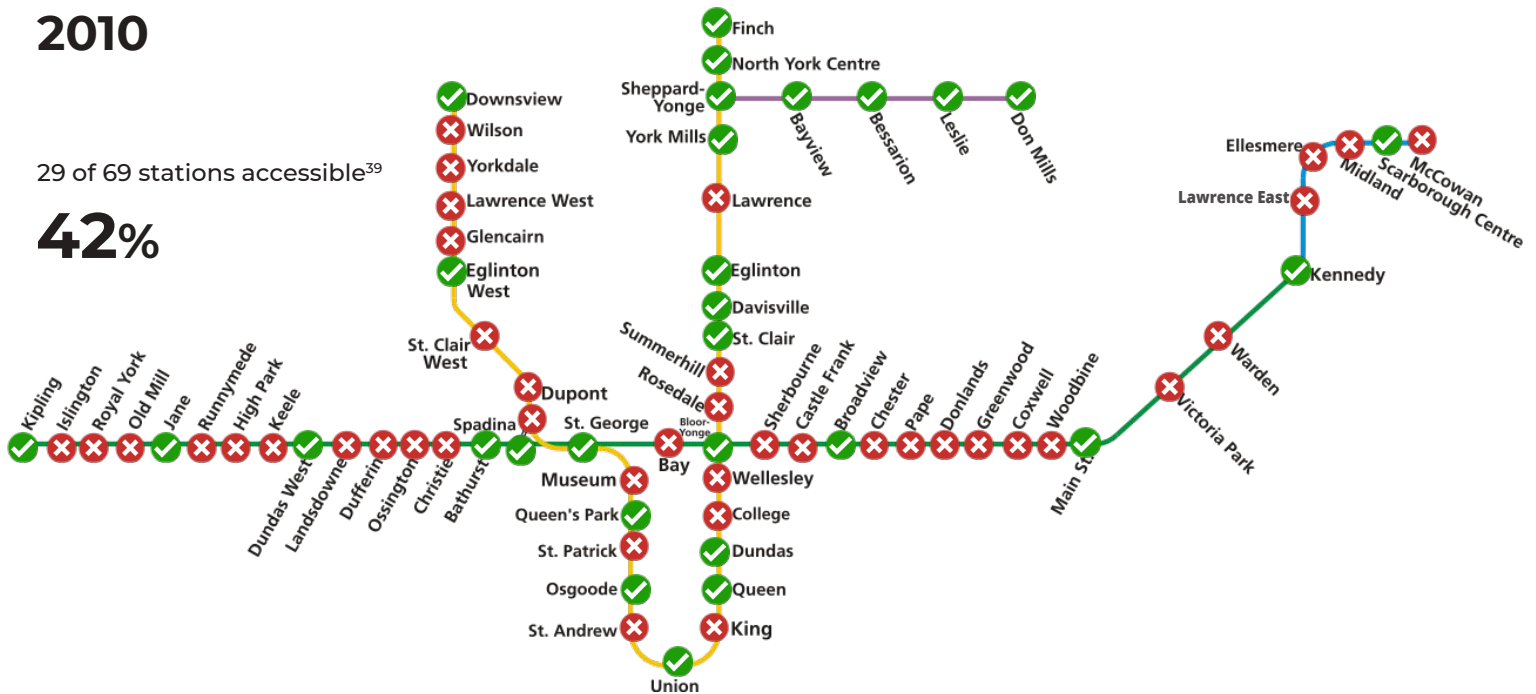 2010
29 of 69 stations accessible³⁹
42%
Finch
North York Centre
Sheppard-
Yonge
Bayview
Bessarion
Leslie
Don Mills
York Mills
Lawrence
Eglinton
Davisville
St. Clair
Summerhill
Rosedale
Bloor-
Yonge
Downsview
Wilson
Yorkdale
Lawrence West
Glencairn
Eglinton
West
St. Clair
West
Dupont
Spadina
St. George
Kipling
Islington
Royal York
Old Mill
Jane
Runnymede
High Park
Keele
Dundas West
Landsdowne
Dufferin
Ossington
Christie
Bathurst
Bay
Sherbourne
Castle Frank
Broadview
Chester
Pape
Donlands
Greenwood
Coxwell
Woodbine
Main St.
Victoria Park
Warden
Kennedy
Lawrence East
Ellesmere
Midland
Scarborough Centre
McCowan
Museum
Queen's Park
St. Patrick
Osgoode
St. Andrew
Union
Wellesley
College
Dundas
Queen
King